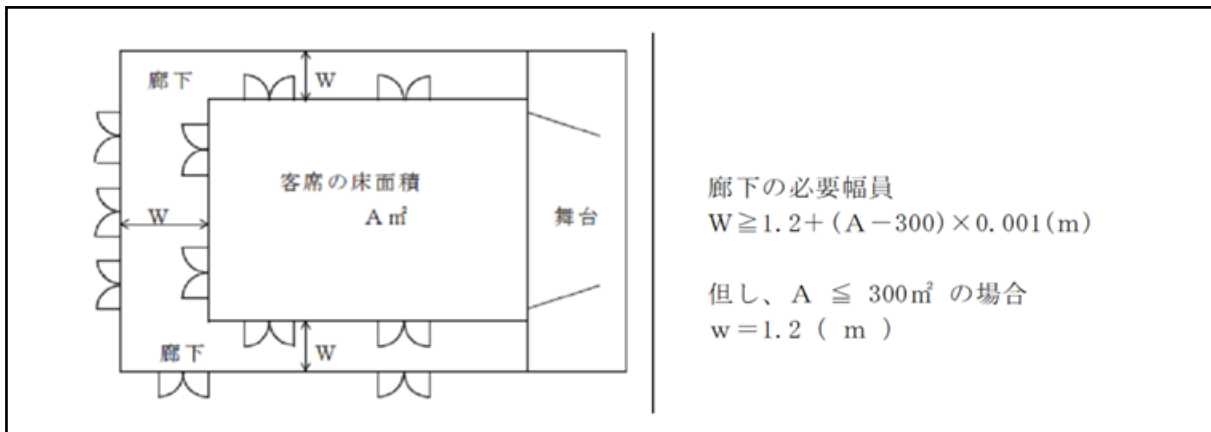 廊下
W
客席の床面積
A㎡
W
舞台
W
廊下
廊下の必要幅員
W≧1.2+(A-300)×0.001(m)
但し、A ≦ 300㎡ の場合
w=1.2 ( m )